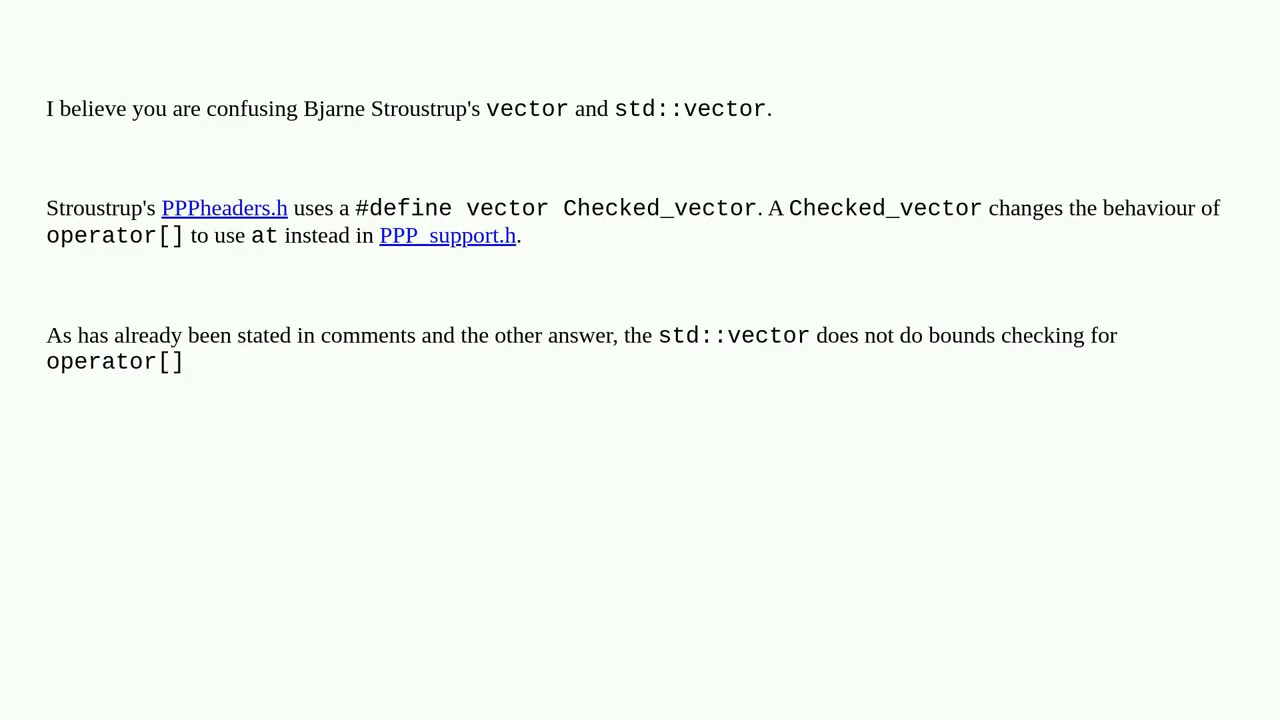 I believe you are confusing Bjarne Stroustrup's vector and std::vector.
Stroustrup's PPPheaders.h uses a #define vector Checked_vector. A Checked_vector changes the behaviour of
operator[] to use at instead in PPP_support.h.
As has already been stated in comments and the other answer, the std::vector does not do bounds checking for
operator[]